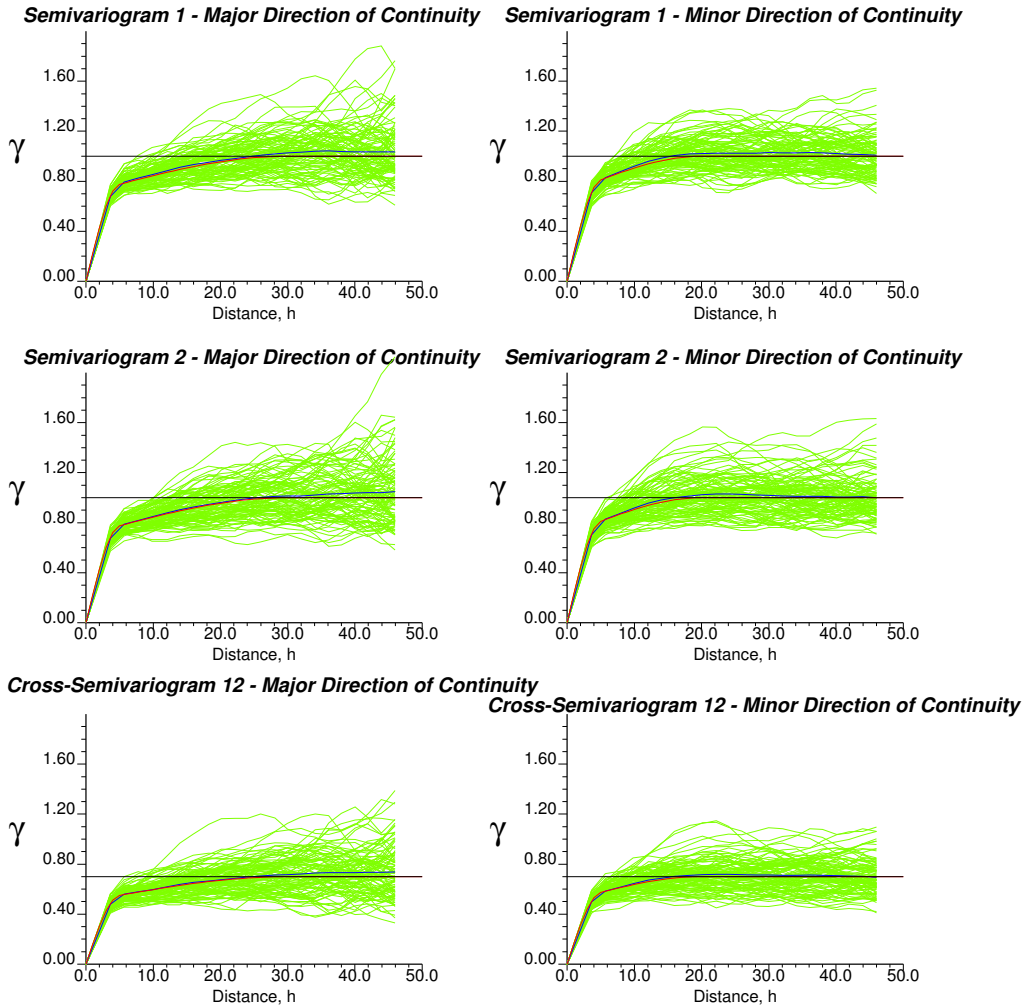 Semivariogram 1 - Major Direction of Continuity
γ
1.60
1.20
0.80
0.40
0.00
0.0 10.0 20.0 30.0 40.0 50.0
Distance, h
Semivariogram 1 - Minor Direction of Continuity
γ
1.60
1.20
0.80
0.40
0.00
0.0 10.0 20.0 30.0 40.0 50.0
Distance, h
Semivariogram 2 - Major Direction of Continuity
γ
1.60
1.20
0.80
0.40
0.00
0.0 10.0 20.0 30.0 40.0 50.0
Distance, h
Semivariogram 2 - Minor Direction of Continuity
γ
1.60
1.20
0.80
0.40
0.00
0.0 10.0 20.0 30.0 40.0 50.0
Distance, h
Cross-Semivariogram 12 - Major Direction of Continuity
γ
1.60
1.20
0.80
0.40
0.00
0.0 10.0 20.0 30.0 40.0 50.0
Distance, h
Cross-Semivariogram 12 - Minor Direction of Continuity
γ
1.60
1.20
0.80
0.40
0.00
0.0 10.0 20.0 30.0 40.0 50.0
Distance, h